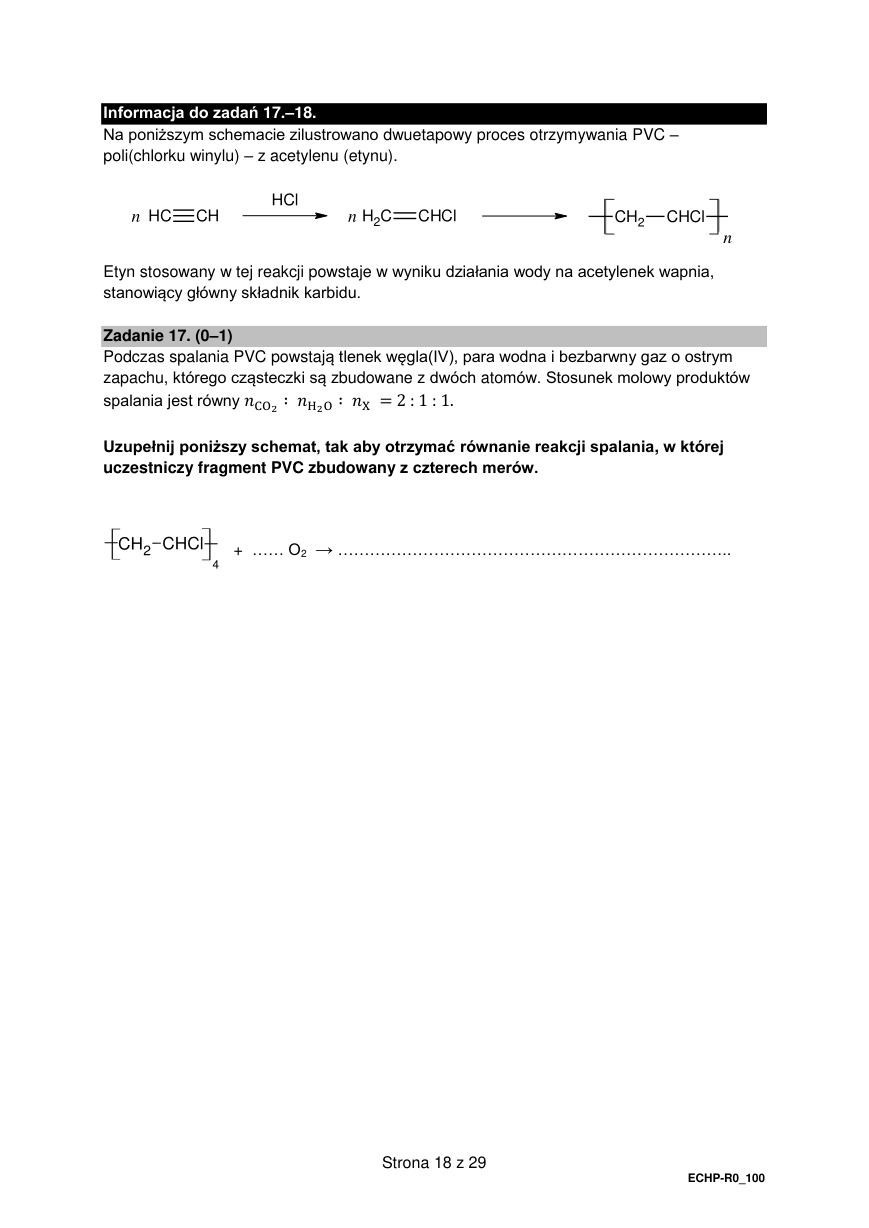 Informacja do zadań 17.–18.
Na poniższym schemacie zilustrowano dwuetapowy proces otrzymywania PVC –
poli(chlorku winylu) – z acetylenu (etynu).
HCl
n HC≡CH → n H₂C=CHCl → [CH₂—CHCl]n
Etyn stosowany w tej reakcji powstaje w wyniku działania wody na acetylenek wapnia,
stanowiący główny składnik karbidu.
Zadanie 17. (0–1)
Podczas spalania PVC powstają tlenek węgla(IV), para wodna i bezbarwny gaz o ostrym
zapachu, którego cząsteczki są zbudowane z dwóch atomów. Stosunek molowy produktów
spalania jest równy n_CO₂ : n_H₂O : n_X = 2 : 1 : 1.
Uzupełnij poniższy schemat, tak aby otrzymać równanie reakcji spalania, w której
uczestniczy fragment PVC zbudowany z czterech merów.
[CH₂–CHCl]₄ + …… O₂ → ………………………………………………………………..
Strona 18 z 29
ECHP-R0_100